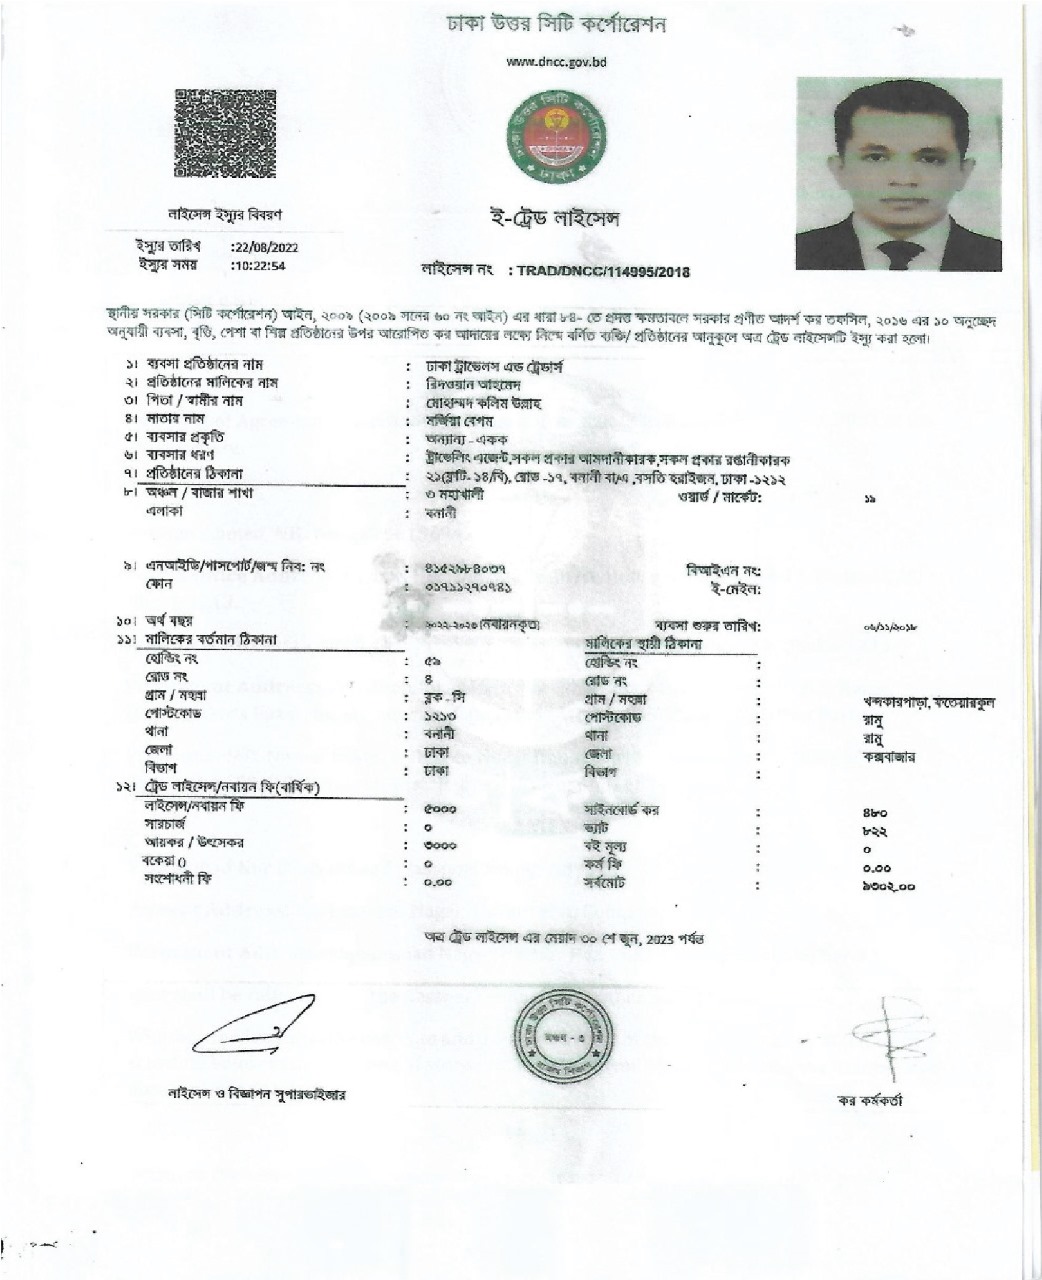 ঢাকা উত্তর সিটি কর্পোরেশন
www.dncc.gov.bd
ঢাকা উত্তর সিটি কর্পোরেশন
ঢাকা
লাইসেন্স ইস্যুর বিবরণ
ই-ট্রেড লাইসেন্স
ইস্যুর তারিখ :22/08/2022
ইস্যুর সময় :10:22:54
লাইসেন্স নং : TRAD/DNCC/114995/2018
স্থানীয় সরকার (সিটি কর্পোরেশন) আইন, ২০০৯ (২০০৯ সনের ৬০ নং আইন) এর ধারা ৮৪- তে প্রদত্ত ক্ষমতাবলে সরকার প্রণীত আদর্শ কর তফসিল, ২০১৬ এর ১০ অনুচ্ছেদ
অনুযায়ী ব্যবসা, বৃত্তি, পেশা বা শিল্প প্রতিষ্ঠানের উপর আরোপিত কর আদায়ের লক্ষ্যে নিম্নে বর্ণিত ব্যক্তি/ প্রতিষ্ঠানের অনুকূলে অত্র ট্রেড লাইসেন্সটি ইস্যু করা হলো।
১। ব্যবসা প্রতিষ্ঠানের নাম : ঢাকা ট্রাভেলস এন্ড ট্রেডার্স
২। প্রতিষ্ঠানের মালিকের নাম : রিদওয়ান আহমেদ
৩। পিতা / স্বামীর নাম : মোহাম্মদ কলিম উল্লাহ
৪। মাতার নাম : মর্জিয়া বেগম
৫। ব্যবসার প্রকৃতি : অন্যান্য - একক
৬। ব্যবসার ধরণ : ট্রাভেলিং এজেন্ট,সকল প্রকার আমদানীকারক,সকল প্রকার রপ্তানীকারক
৭। প্রতিষ্ঠানের ঠিকানা : ২১(ফ্লাট- ১৪/বি), রোড -১৭, বনানী বা/এ ,বসতি হরাইজন, ঢাকা -১২১২
৮। অঞ্চল / বাজার শাখা : ৩ মহাখালী ওয়ার্ড / মার্কেট: ১৯
এলাকা : বনানী
৯। এনআইডি/পাসপোর্ট/জন্ম নিব: নং : ৪১৫২৯৮৪০৩৭ বিআইএন নং:
ফোন : ০১৭১১২৭০৭৪১ ই-মেইল:
১০। অর্থ বছর : ২০২২-২০২৩(নবায়নকৃত) ব্যবসা শুরুর তারিখ: ০৬/১১/২০১৮
১১। মালিকের বর্তমান ঠিকানা মালিকের স্থায়ী ঠিকানা
হোল্ডিং নং : ৫৯ হোল্ডিং নং :
রোড নং : ৪ রোড নং :
গ্রাম / মহল্লা : ব্লক - সি গ্রাম / মহল্লা : খন্দকারপাড়া, ফতেয়ারকুল
পোস্টকোড : ১২১৩ পোস্টকোড : রামু
থানা : বনানী থানা : রামু
জেলা : ঢাকা জেলা : কক্সবাজার
বিভাগ : ঢাকা বিভাগ :
১২। ট্রেড লাইসেন্স/নবায়ন ফি(বার্ষিক)
লাইসেন্স/নবায়ন ফি : ৫০০০ সাইনবোর্ড কর : ৪৮০
সারচার্জ : ০ ভ্যাট : ৮২২
আয়কর / উৎসেকর : ৩০০০ বই মূল্য : ০
বকেয়া () : ০ ফর্ম ফি : ০.০০
সংশোধনী ফি : ০.০০ সর্বমোট : ৯৩০২.০০
অত্র ট্রেড লাইসেন্স এর মেয়াদ ৩০ শে জুন, 2023 পর্যন্ত
ঢাকা উত্তর সিটি কর্পোরেশন
অঞ্চল - ৩
রাজস্ব বিভাগ
লাইসেন্স ও বিজ্ঞাপন সুপারভাইজার
কর কর্মকর্তা